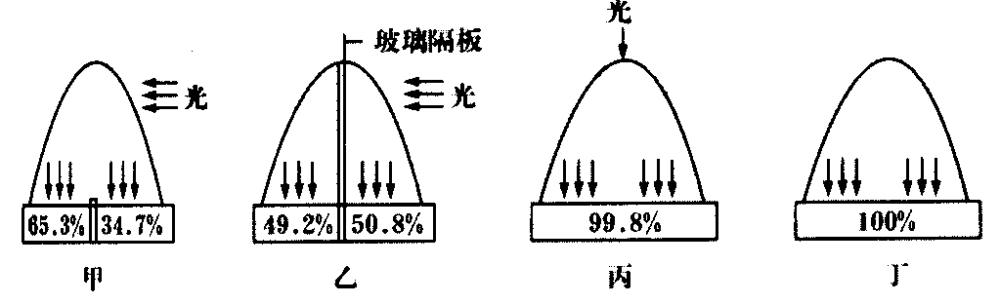 光
玻璃隔板
光
光
65.3% 34.7%
49.2% 50.8%
99.8%
100%
甲
乙
丙
丁